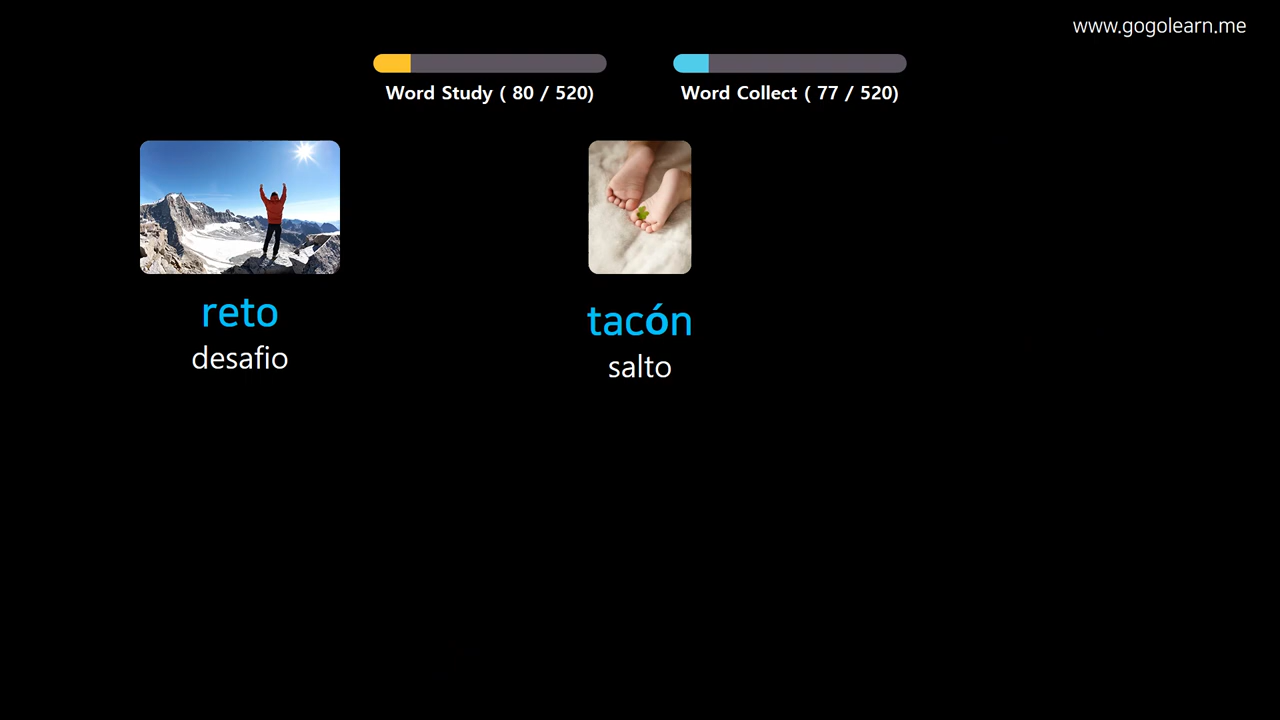 www.gogolearn.me
Word Study ( 80 / 520)
Word Collect ( 77 / 520)
reto
desafio
tacón
salto